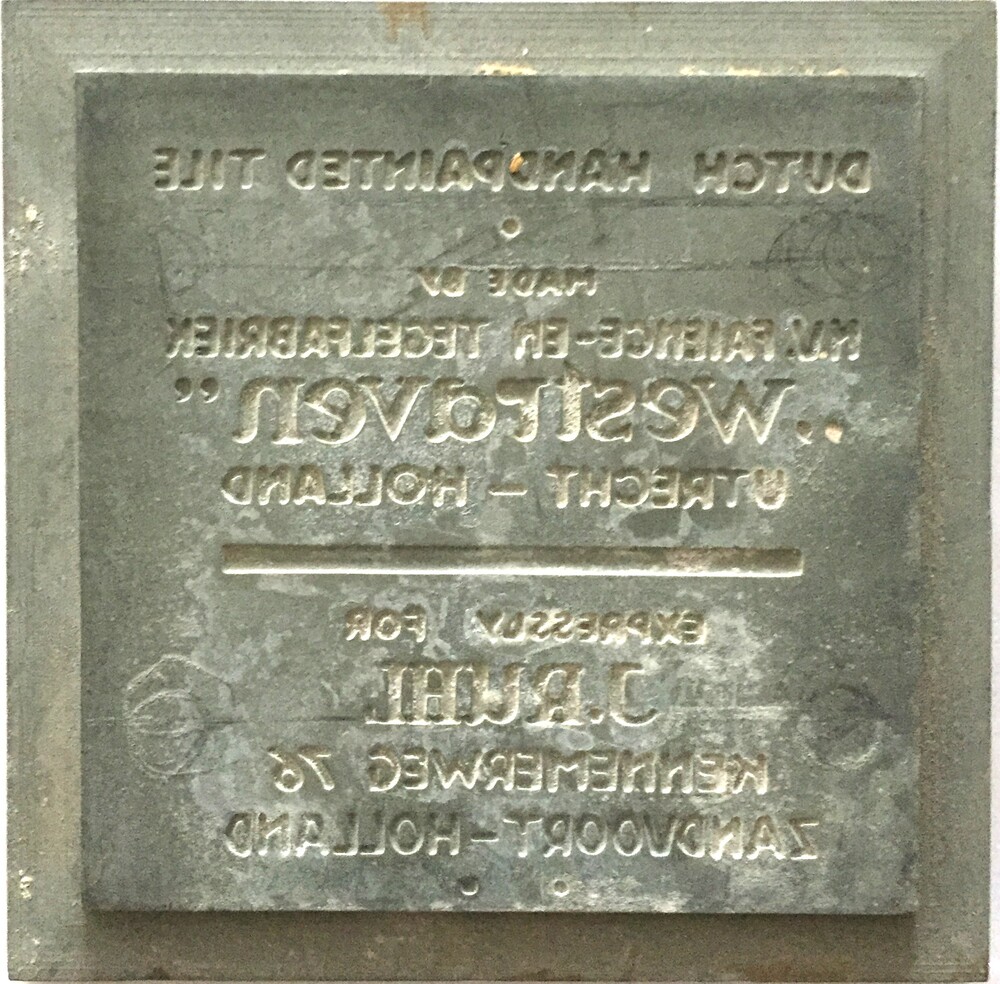 DUTCH HANDPAINTED TILE
MADE BY
N.V. FAIENCE-EN TEGELFABRIEK
„Westraven”
UTRECHT – HOLLAND
EXPRESSLY FOR
J. RUHL
KENNEMERWEG 76
ZANDVOORT – HOLLAND